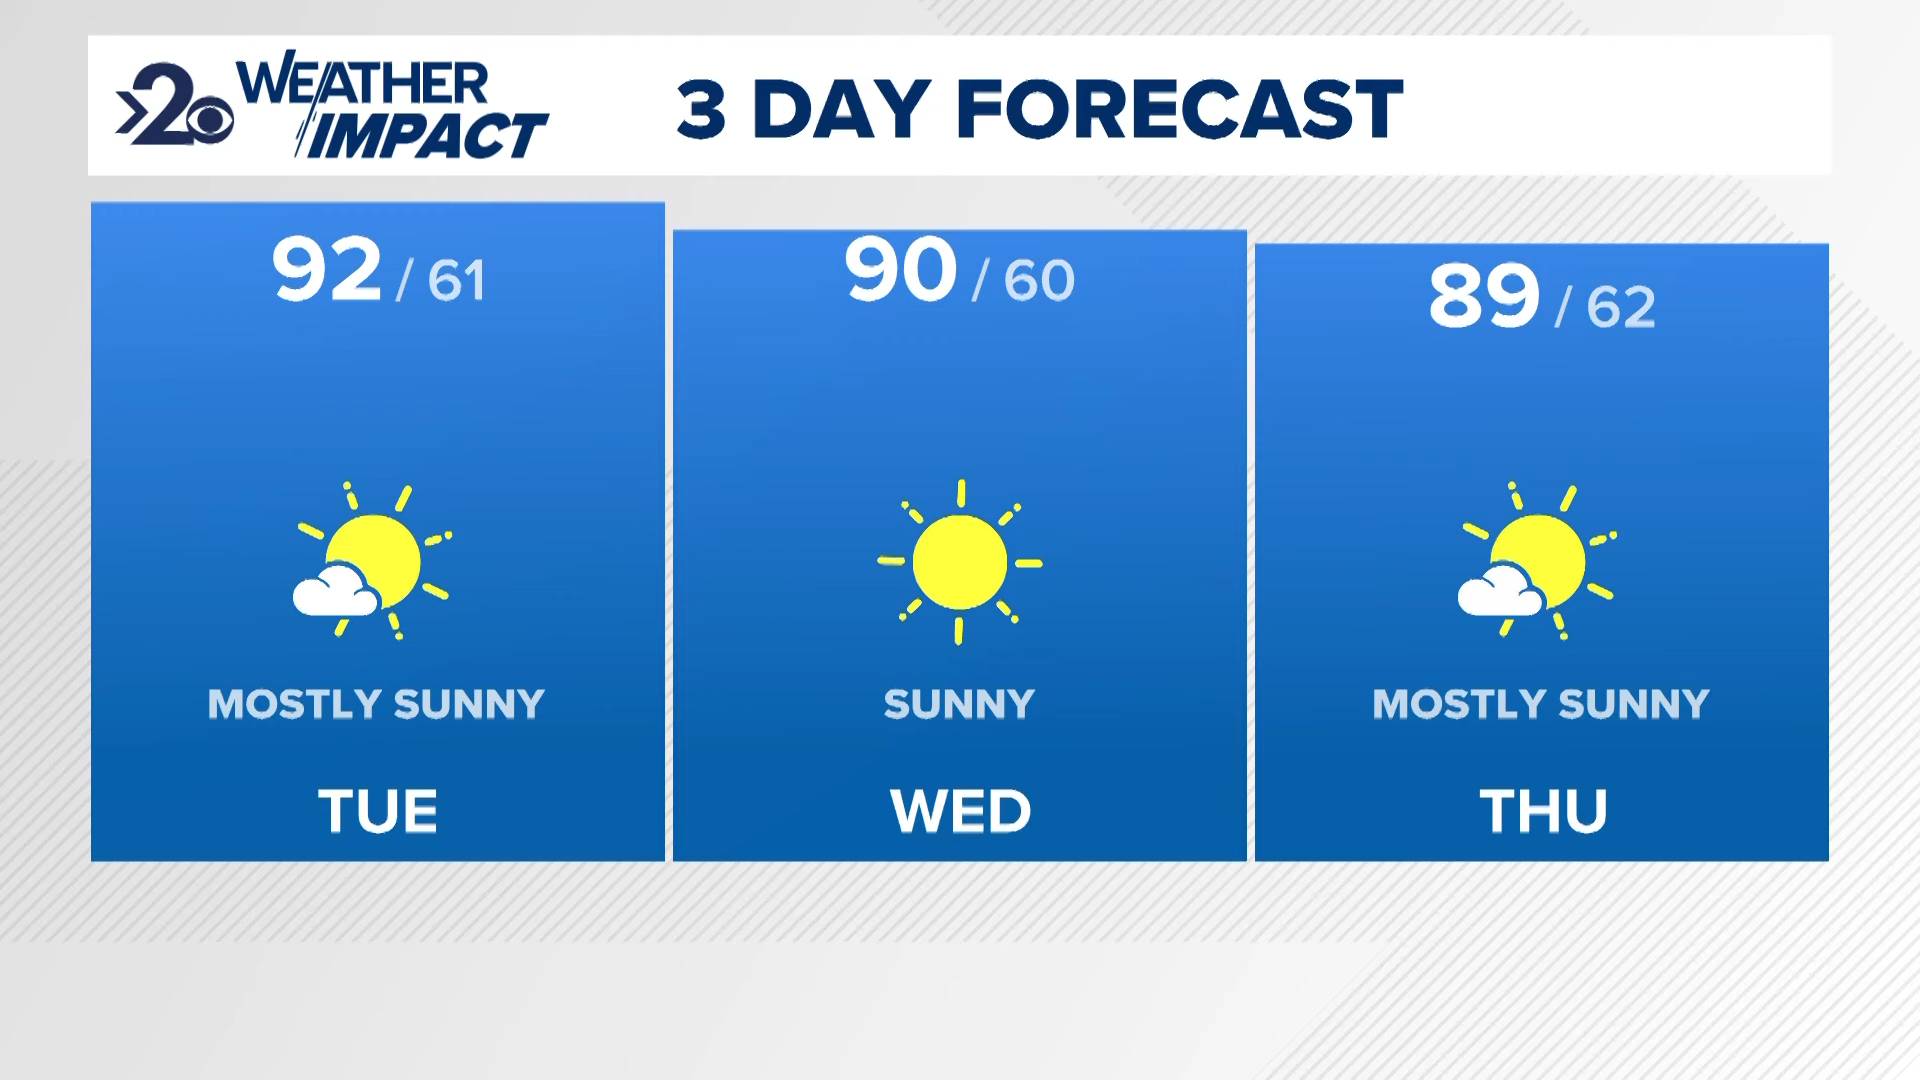 2 WEATHER
IMPACT
3 DAY FORECAST
92 / 61
MOSTLY SUNNY
TUE
90 / 60
SUNNY
WED
89 / 62
MOSTLY SUNNY
THU